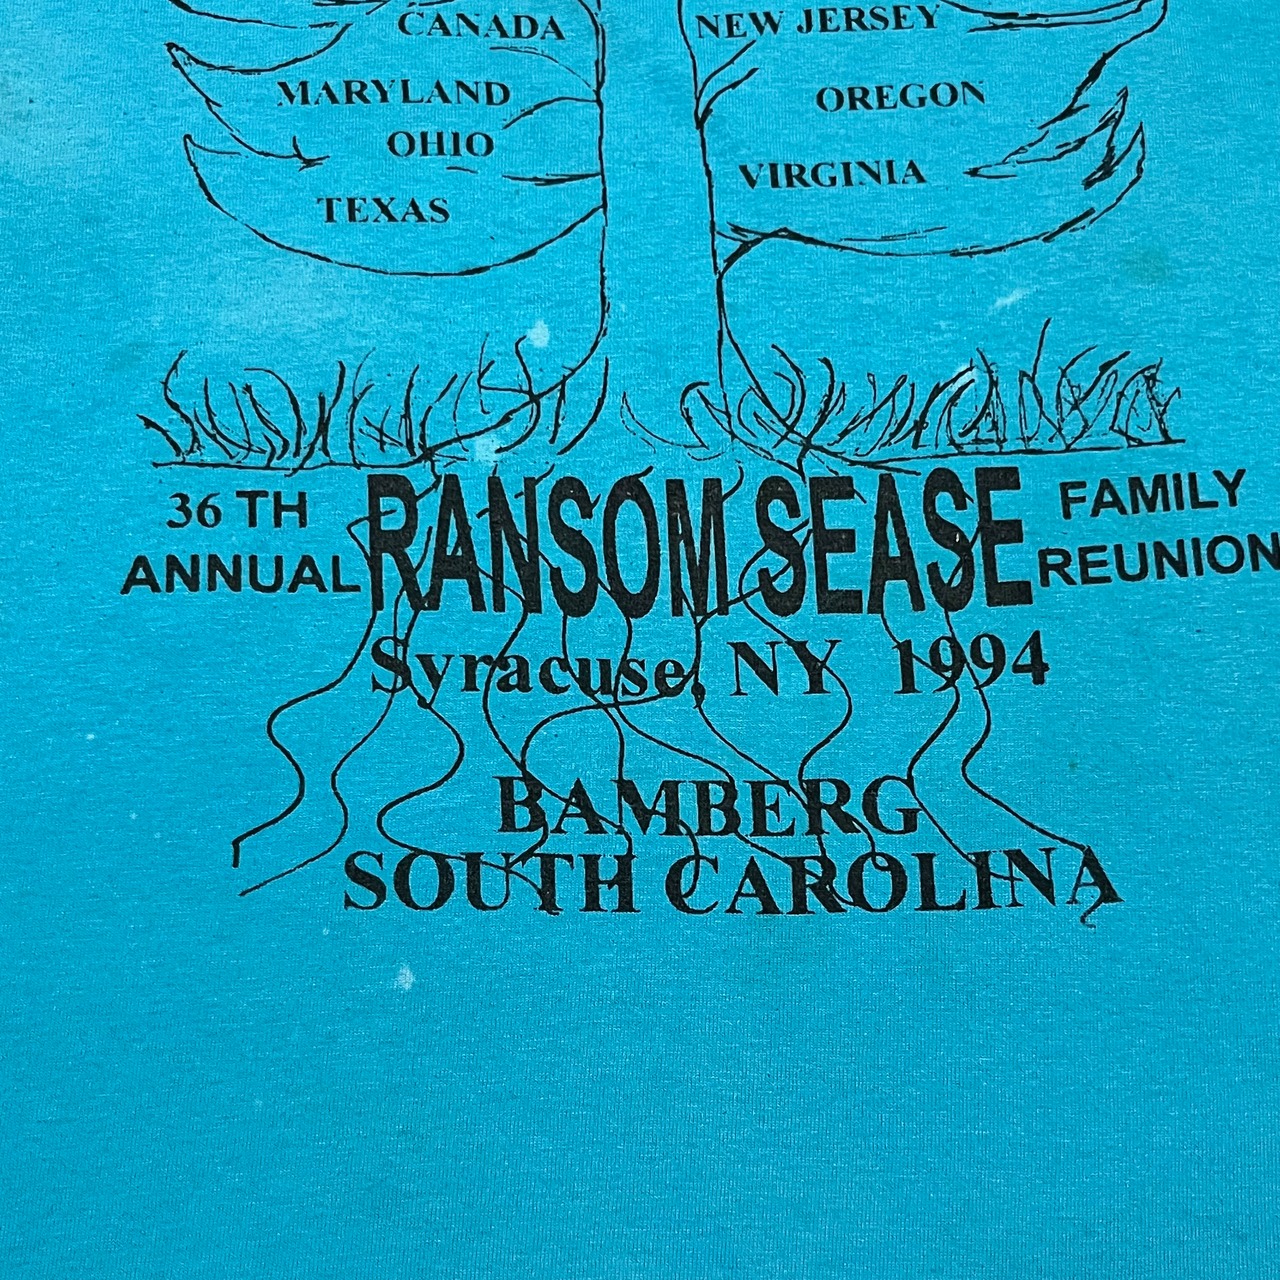 CANADA
NEW JERSEY
MARYLAND
OREGON
OHIO
VIRGINIA
TEXAS
36 TH
ANNUAL
RANSOM SEASE
FAMILY
REUNION
Syracuse, NY 1994
BAMBERG
SOUTH CAROLINA